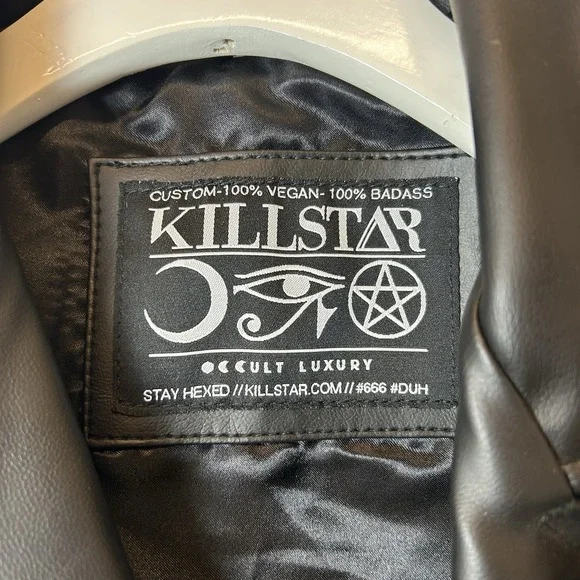 CUSTOM-100% VEGAN- 100% BADASS
KILLSTAR
OCCULT LUXURY
STAY HEXED // KILLSTAR.COM // #666 #DUH